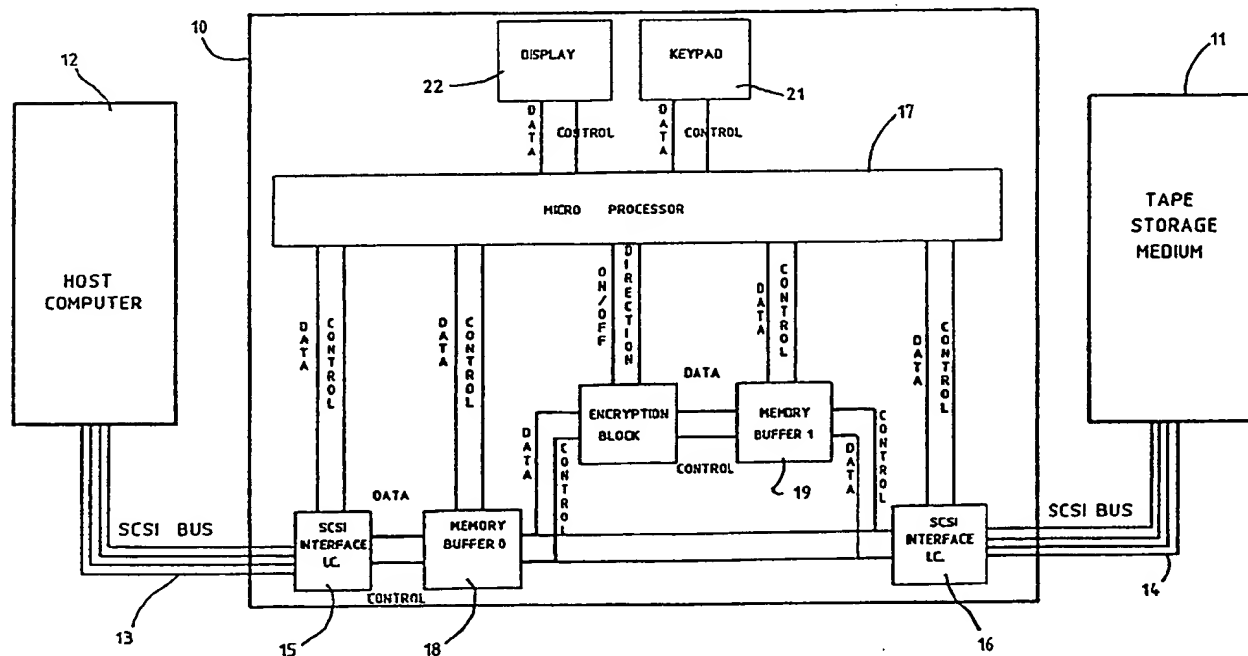 10
12
11
DISPLAY
22
KEYPAD
21
DATA
CONTROL
DATA
CONTROL
17
MICRO PROCESSOR
HOST
COMPUTER
TAPE
STORAGE
MEDIUM
DATA
CONTROL
DATA
CONTROL
ON/OFF
DIRECTION
DATA
CONTROL
DATA
CONTROL
DATA
ENCRYPTION
BLOCK
MEMORY
BUFFER 1
CONTROL
19
DATA
CONTROL
DATA
CONTROL
SCSI BUS
DATA
SCSI
INTERFACE
I.C.
MEMORY
BUFFER 0
CONTROL
SCSI
INTERFACE
I.C.
SCSI BUS
13
15
18
16
14